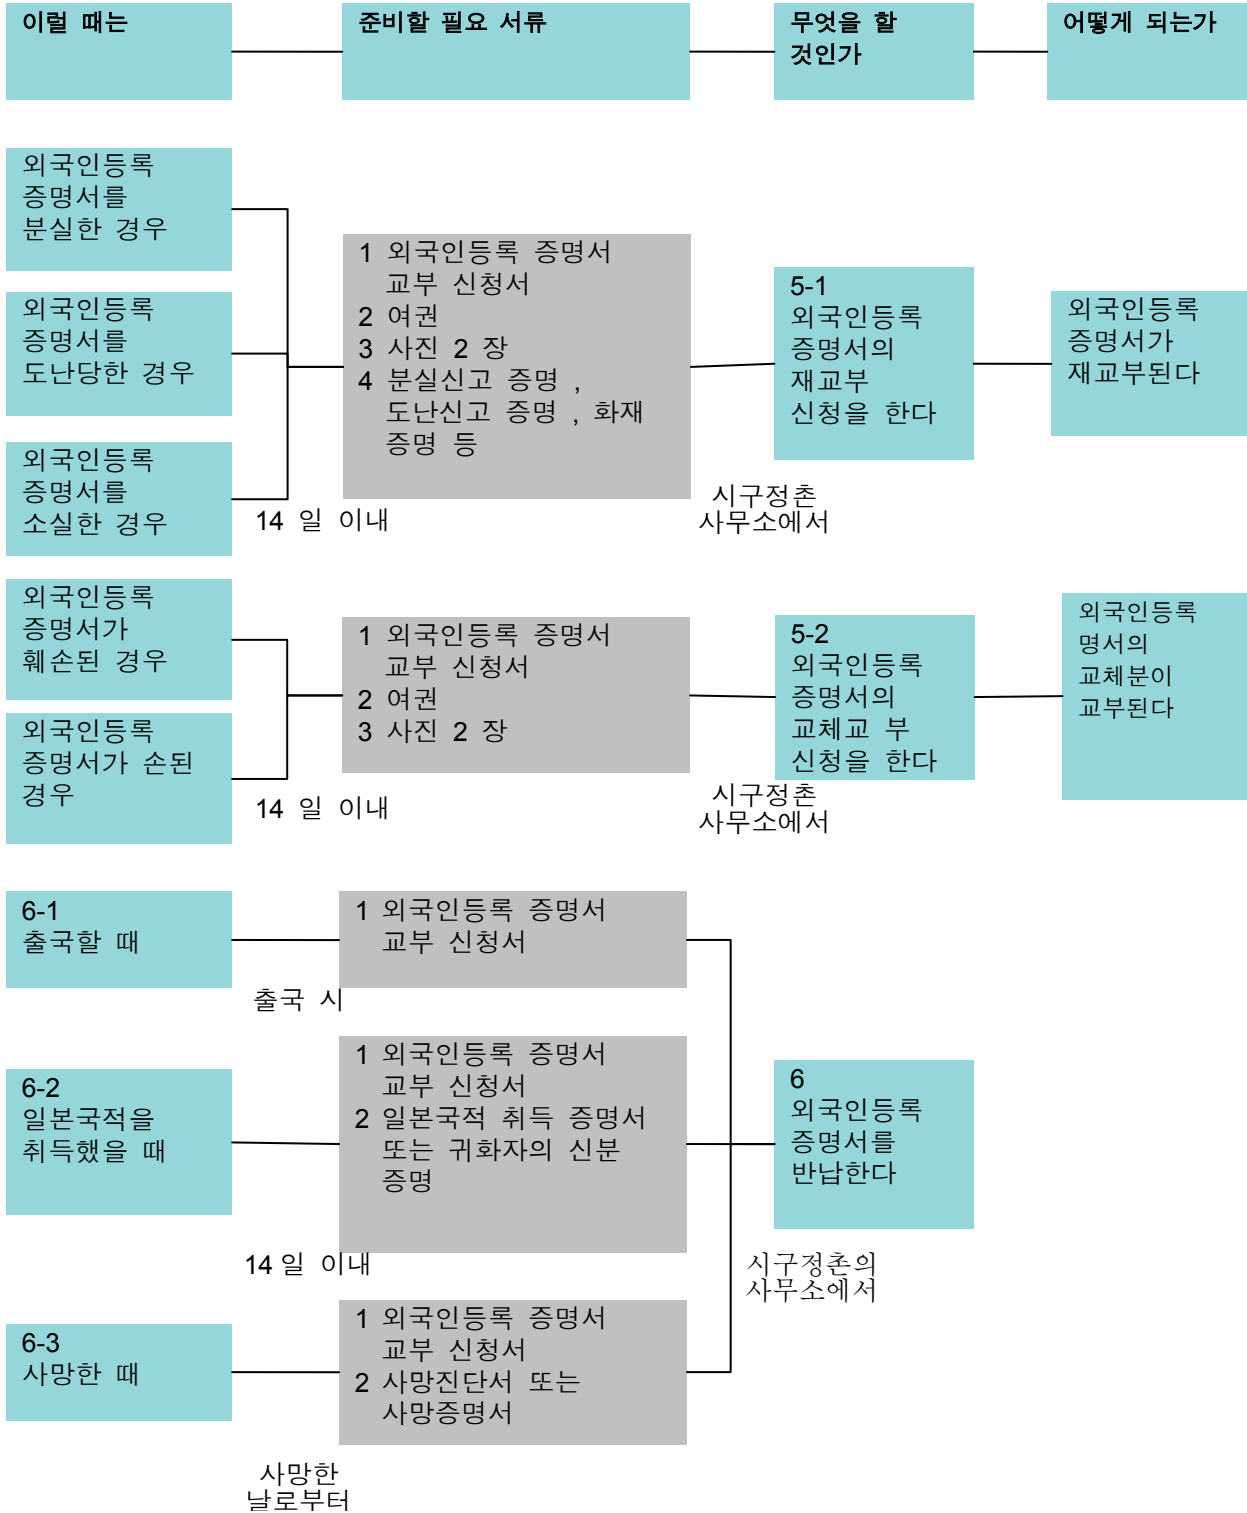 이럴 때는
준비할 필요 서류
무엇을 할
것인가
어떻게 되는가
외국인등록
증명서를
분실한 경우
외국인등록
증명서를
도난당한 경우
외국인등록
증명서를
소실한 경우
14 일 이내
1 외국인등록 증명서
교부 신청서
2 여권
3 사진 2 장
4 분실신고 증명 ,
도난신고 증명 , 화재
증명 등
시구정촌
사무소에서
5-1
외국인등록
증명서의
재교부
신청을 한다
외국인등록
증명서가
재교부된다
외국인등록
증명서가
훼손된 경우
외국인등록
증명서가 손된
경우
14 일 이내
1 외국인등록 증명서
교부 신청서
2 여권
3 사진 2 장
시구정촌
사무소에서
5-2
외국인등록
증명서의
교체교 부
신청을 한다
외국인등록
명서의
교체분이
교부된다
6-1
출국할 때
출국 시
1 외국인등록 증명서
교부 신청서
6-2
일본국적을
취득했을 때
14 일 이내
1 외국인등록 증명서
교부 신청서
2 일본국적 취득 증명서
또는 귀화자의 신분
증명
6
외국인등록
증명서를
반납한다
시구정촌의
사무소에서
6-3
사망한 때
사망한
날로부터
1 외국인등록 증명서
교부 신청서
2 사망진단서 또는
사망증명서